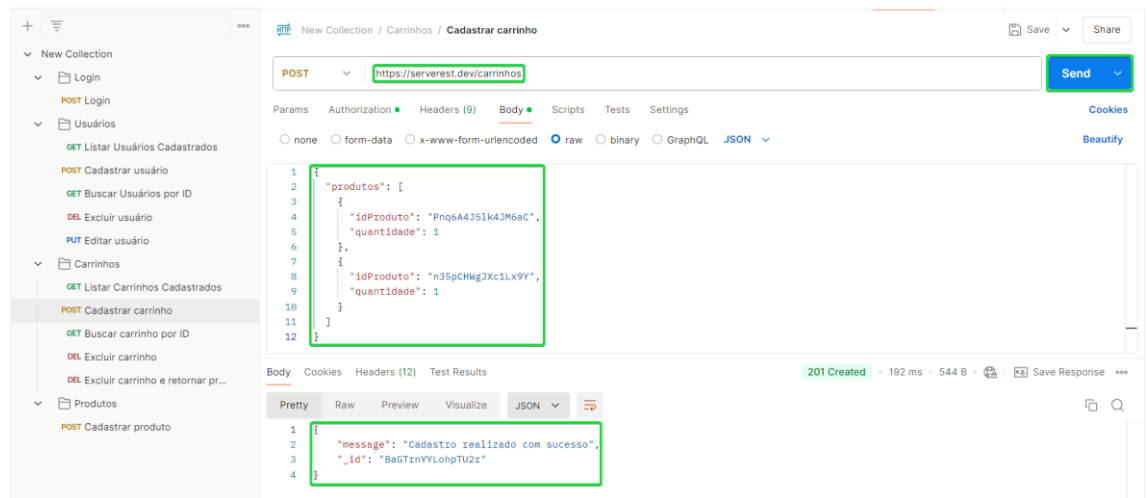 New Collection / Carrinhos / Cadastrar carrinho
Save
Share
New Collection
Login
POST Login
Usuários
GET Listar Usuários Cadastrados
POST Cadastrar usuário
GET Buscar Usuários por ID
DEL Excluir usuário
PUT Editar usuário
Carrinhos
GET Listar Carrinhos Cadastrados
POST Cadastrar carrinho
GET Buscar carrinho por ID
DEL Excluir carrinho
DEL Excluir carrinho e retornar pr...
Produtos
POST Cadastrar produto
HTTP
POST https://serverest.dev/carrinhos Send
Params Authorization Headers (9) Body Scripts Tests Settings Cookies
none form-data x-www-form-urlencoded raw binary GraphQL JSON Beautify
1 {
2 "produtos": [
3 {
4 "idProduto": "Pnq6A4J5lk4JM6aC",
5 "quantidade": 1
6 },
7 {
8 "idProduto": "n35pCHWgJXc1Lx9Y",
9 "quantidade": 1
10 }
11 ]
12 }
Body Cookies Headers (12) Test Results 201 Created 192 ms 544 B Save Response
Pretty Raw Preview Visualize JSON
1 {
2 "message": "Cadastro realizado com sucesso",
3 "_id": "BaGTrnYYLohpTU2r"
4 }